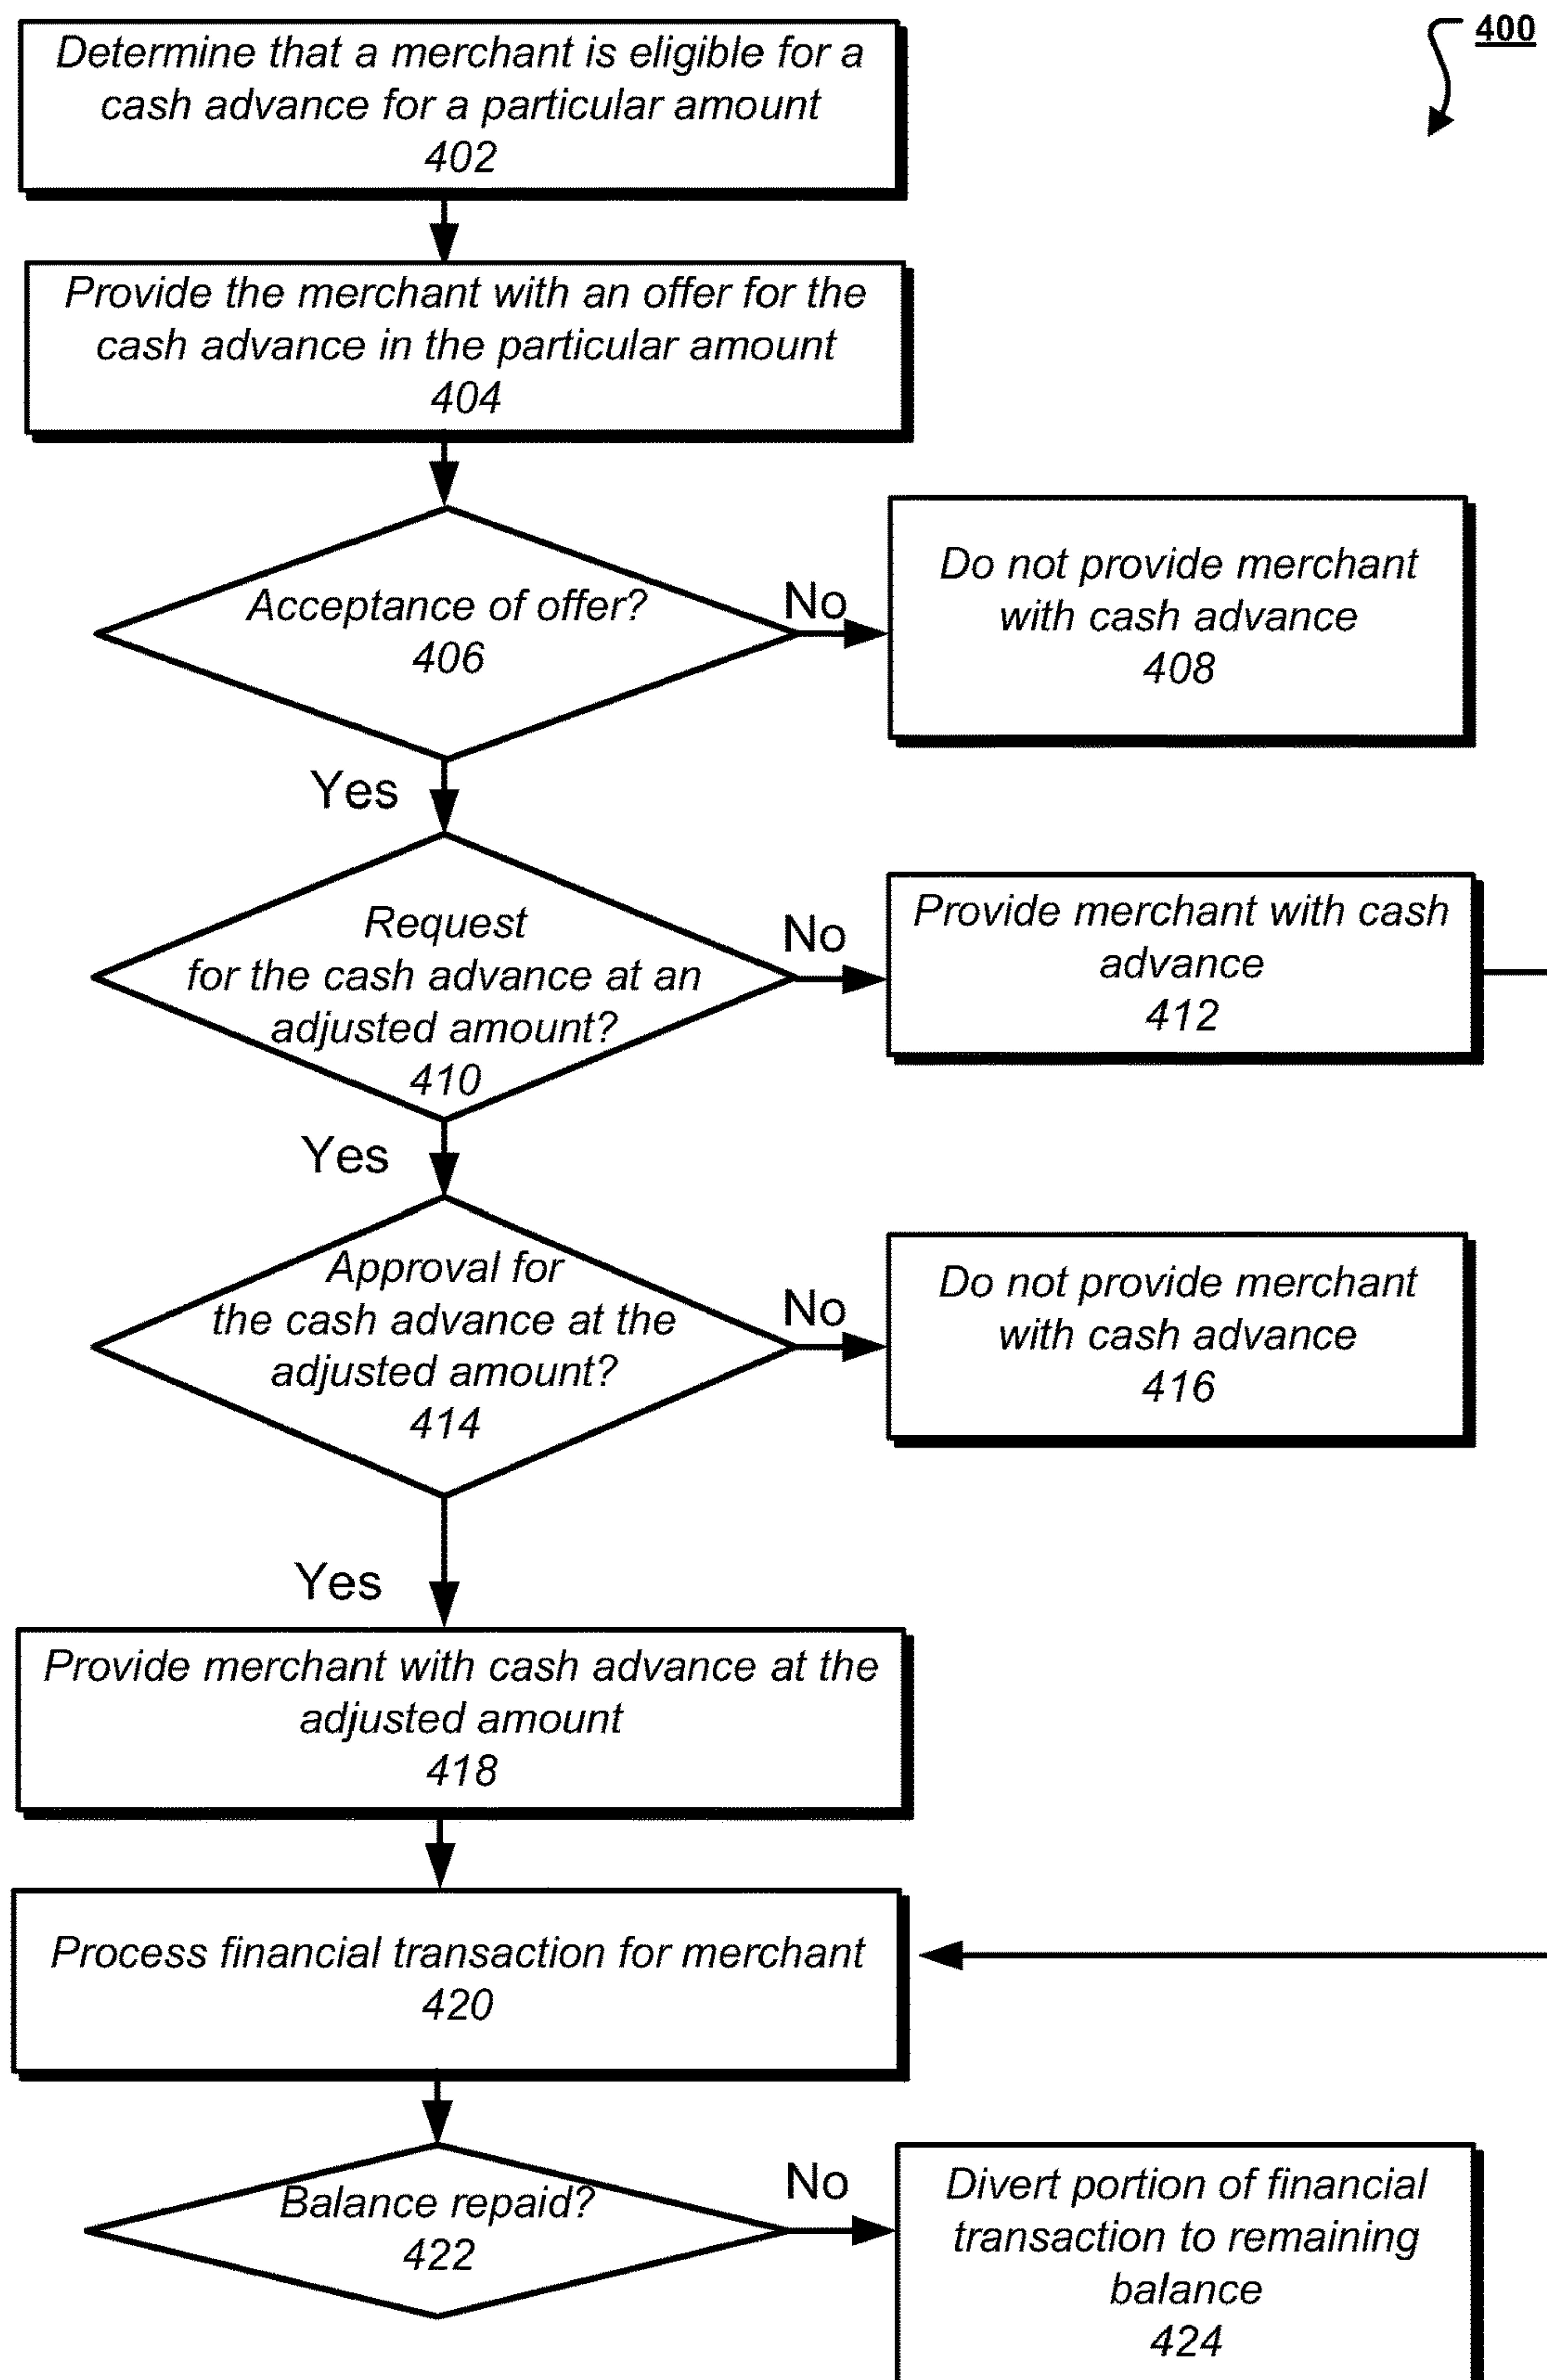 400
Determine that a merchant is eligible for a
cash advance for a particular amount
402
Provide the merchant with an offer for the
cash advance in the particular amount
404
Acceptance of offer?
406
No
Do not provide merchant
with cash advance
408
Yes
Request
for the cash advance at an
adjusted amount?
410
No
Provide merchant with cash
advance
412
Yes
Approval for
the cash advance at the
adjusted amount?
414
No
Do not provide merchant
with cash advance
416
Yes
Provide merchant with cash advance at the
adjusted amount
418
Process financial transaction for merchant
420
Balance repaid?
422
No
Divert portion of financial
transaction to remaining
balance
424